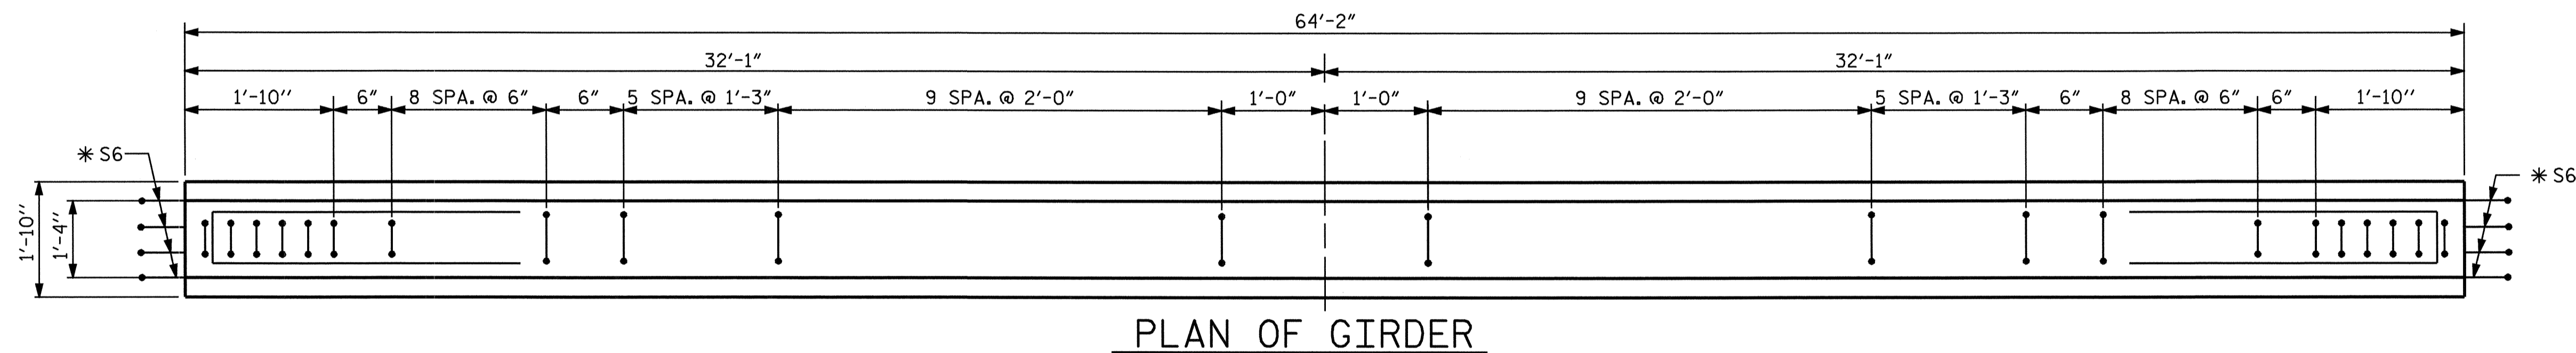 64'-2"
32'-1" 32'-1"
1'-10'' 6" 8 SPA. @ 6" 6" 5 SPA. @ 1'-3" 9 SPA. @ 2'-0" 1'-0" 1'-0" 9 SPA. @ 2'-0" 5 SPA. @ 1'-3" 6" 8 SPA. @ 6" 6" 1'-10''
* S6
* S6
1'-10"
1'-4"
PLAN OF GIRDER